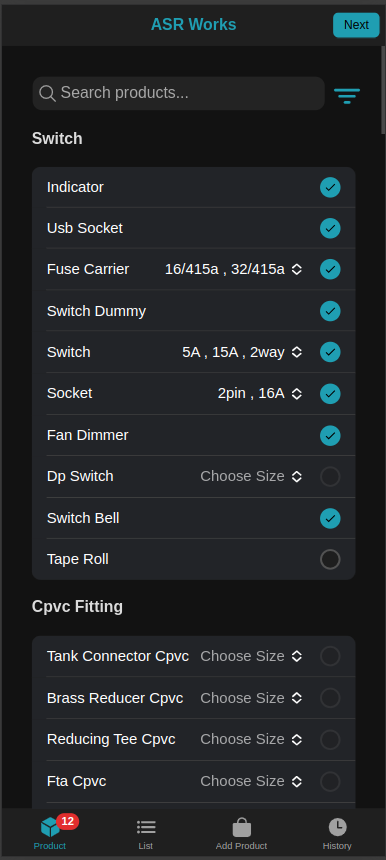 ASR Works Next
Search products...
Switch
Indicator
Usb Socket
Fuse Carrier 16/415a , 32/415a
Switch Dummy
Switch 5A , 15A , 2way
Socket 2pin , 16A
Fan Dimmer
Dp Switch Choose Size
Switch Bell
Tape Roll
Cpvc Fitting
Tank Connector Cpvc Choose Size
Brass Reducer Cpvc Choose Size
Reducing Tee Cpvc Choose Size
Fta Cpvc Choose Size
12
Product List Add Product History